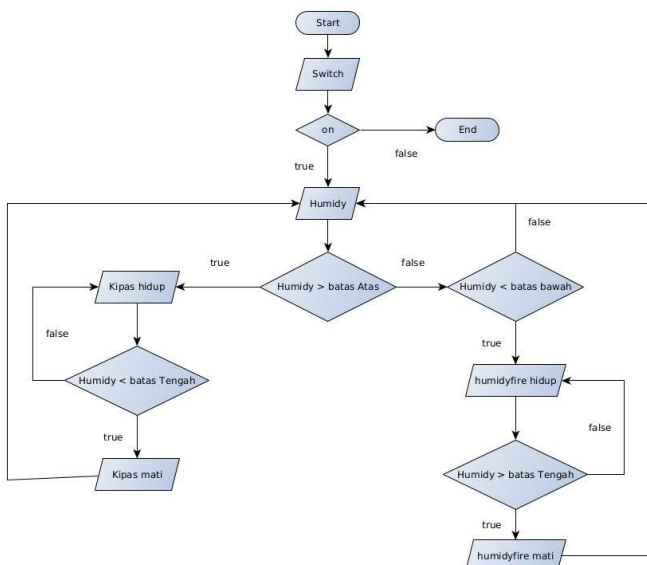 Start
Switch
on
End
false
true
Humidy
false
true
false
Kipas hidup
Humidy > batas Atas
Humidy < batas bawah
false
true
Humidy < batas Tengah
humidyfire hidup
true
false
Kipas mati
Humidy > batas Tengah
true
humidyfire mati